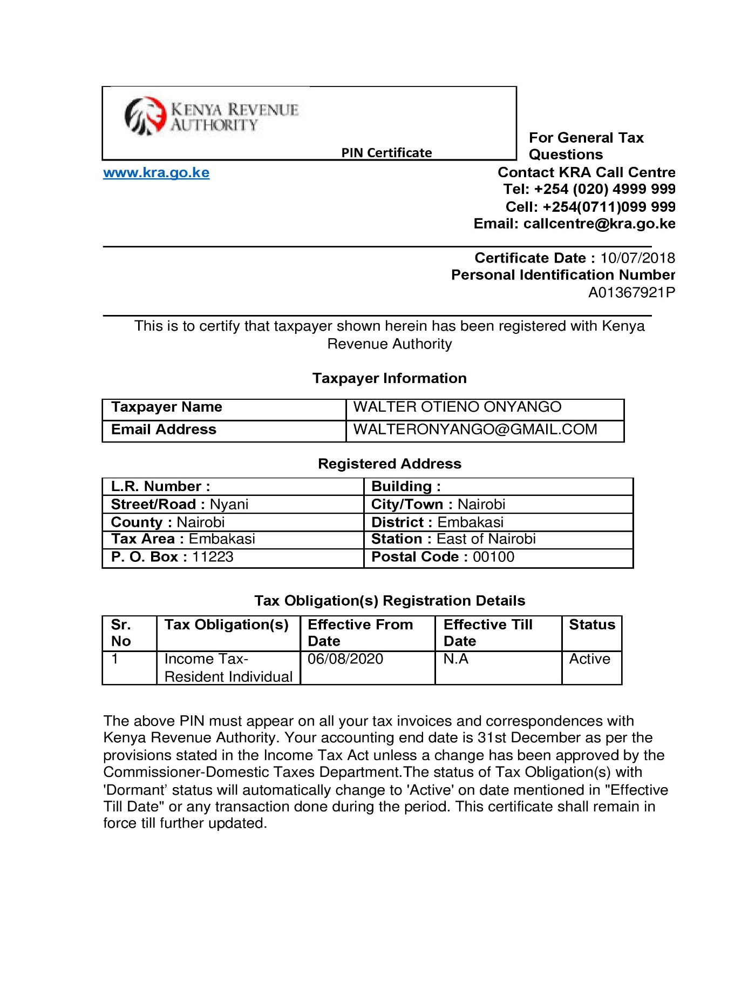 KENYA REVENUE
AUTHORITY
PIN Certificate
For General Tax
Questions
www.kra.go.ke
Contact KRA Call Centre
Tel: +254 (020) 4999 999
Cell: +254(0711)099 999
Email: callcentre@kra.go.ke
Certificate Date : 10/07/2018
Personal Identification Number
A01367921P
This is to certify that taxpayer shown herein has been registered with Kenya
Revenue Authority
Taxpayer Information
Taxpayer Name WALTER OTIENO ONYANGO
Email Address WALTERONYANGO@GMAIL.COM
Registered Address
L.R. Number : Building :
Street/Road : Nyani City/Town : Nairobi
County : Nairobi District : Embakasi
Tax Area : Embakasi Station : East of Nairobi
P. O. Box : 11223 Postal Code : 00100
Tax Obligation(s) Registration Details
Sr. Tax Obligation(s) Effective From Effective Till Status
No Date Date
1 Income Tax- 06/08/2020 N.A Active
Resident Individual
The above PIN must appear on all your tax invoices and correspondences with
Kenya Revenue Authority. Your accounting end date is 31st December as per the
provisions stated in the Income Tax Act unless a change has been approved by the
Commissioner-Domestic Taxes Department.The status of Tax Obligation(s) with
'Dormant’ status will automatically change to 'Active' on date mentioned in "Effective
Till Date" or any transaction done during the period. This certificate shall remain in
force till further updated.